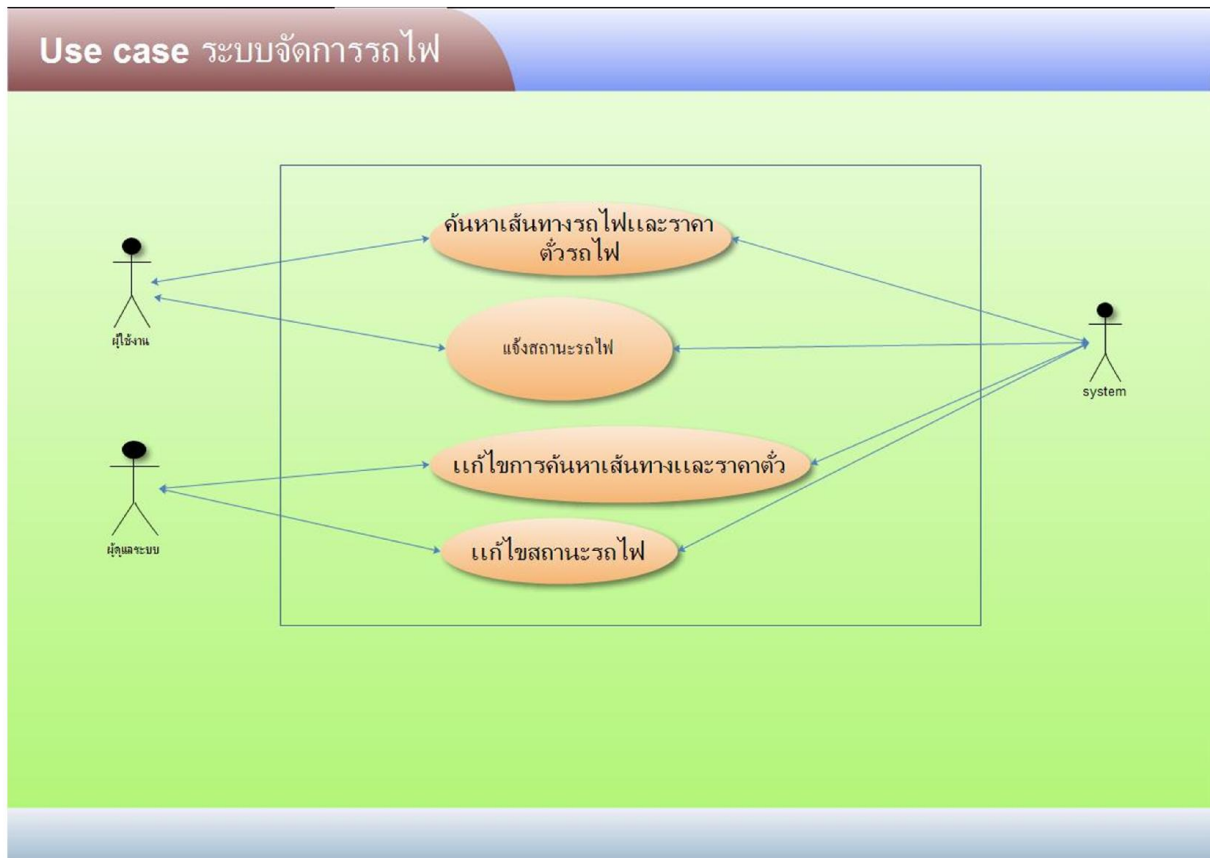 Use case ระบบจัดการรถไฟ
ค้นหาเส้นทางรถไฟและราคา
ตั๋วรถไฟ
ผู้ใช้งาน
แจ้งสถานะรถไฟ
system
แก้ไขการค้นหาเส้นทางและราคาตั๋ว
ผู้ดูแลระบบ
แก้ไขสถานะรถไฟ